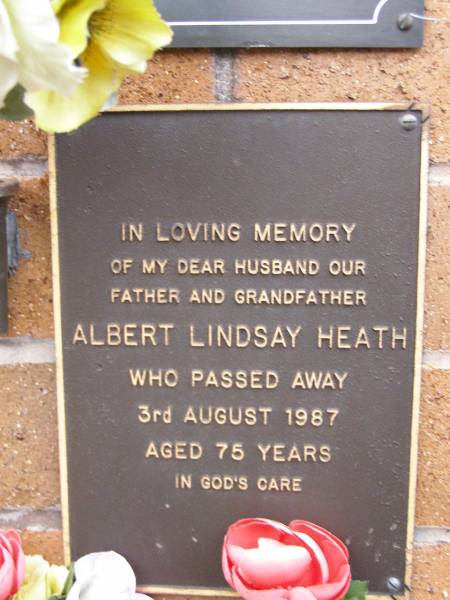 IN LOVING MEMORY
OF MY DEAR HUSBAND OUR
FATHER AND GRANDFATHER
ALBERT LINDSAY HEATH
WHO PASSED AWAY
3rd AUGUST 1987
AGED 75 YEARS
IN GOD'S CARE